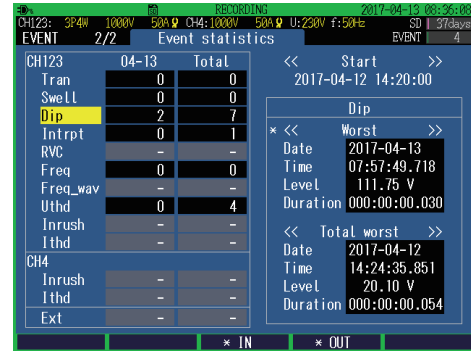 RECORDING 2017-04-13 08:36:08
CH123: 3P4W 1000V 50A CH4:1000V 50A U:230V f:50Hz SD 37days
EVENT 2/2 Event statistics EVENT 4
CH123 04-13 Total
Tran 0 0
Swell 0 0
Dip 2 7
Intrpt 0 1
RVC - -
Freq 0 0
Freq_wav - -
Uthd 0 4
Inrush - -
Ithd - -
CH4
Inrush - -
Ithd - -
Ext - -
<< Start >>
2017-04-12 14:20:00
Dip
* << Worst >>
Date 2017-04-13
Time 07:57:49.718
Level 111.75 V
Duration 000:00:00.030
<< Total worst >>
Date 2017-04-12
Time 14:24:35.851
Level 20.10 V
Duration 000:00:00.054
* IN * OUT